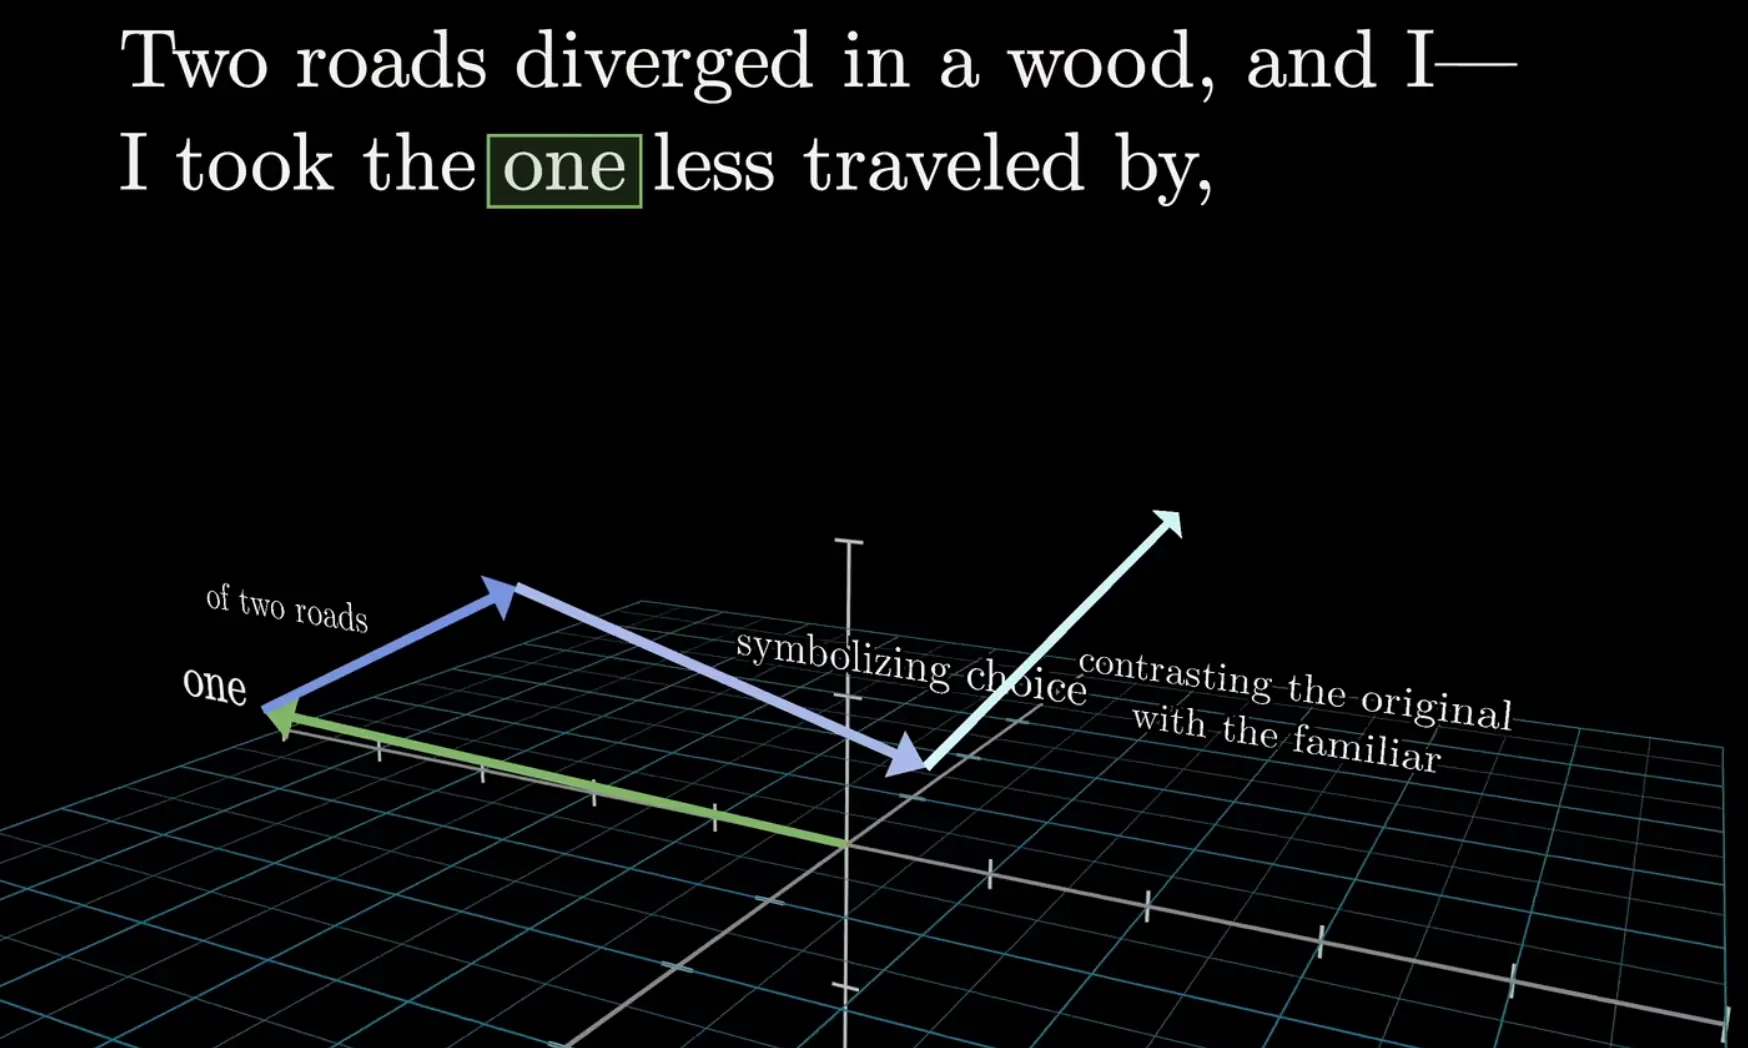 Two roads diverged in a wood, and I—
I took the one less traveled by,
of two roads
one
symbolizing choice
contrasting the original
with the familiar